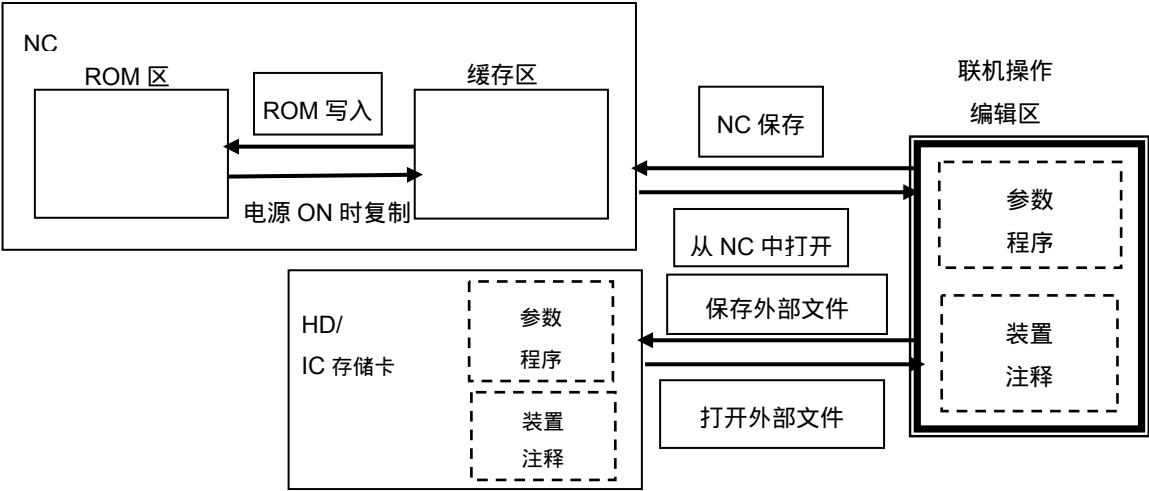 NC
ROM 区
缓存区
ROM 写入
电源 ON 时复制
NC 保存
从 NC 中打开
联机操作
编辑区
参数
程序
装置
注释
HD/
IC 存储卡
参数
程序
装置
注释
保存外部文件
打开外部文件